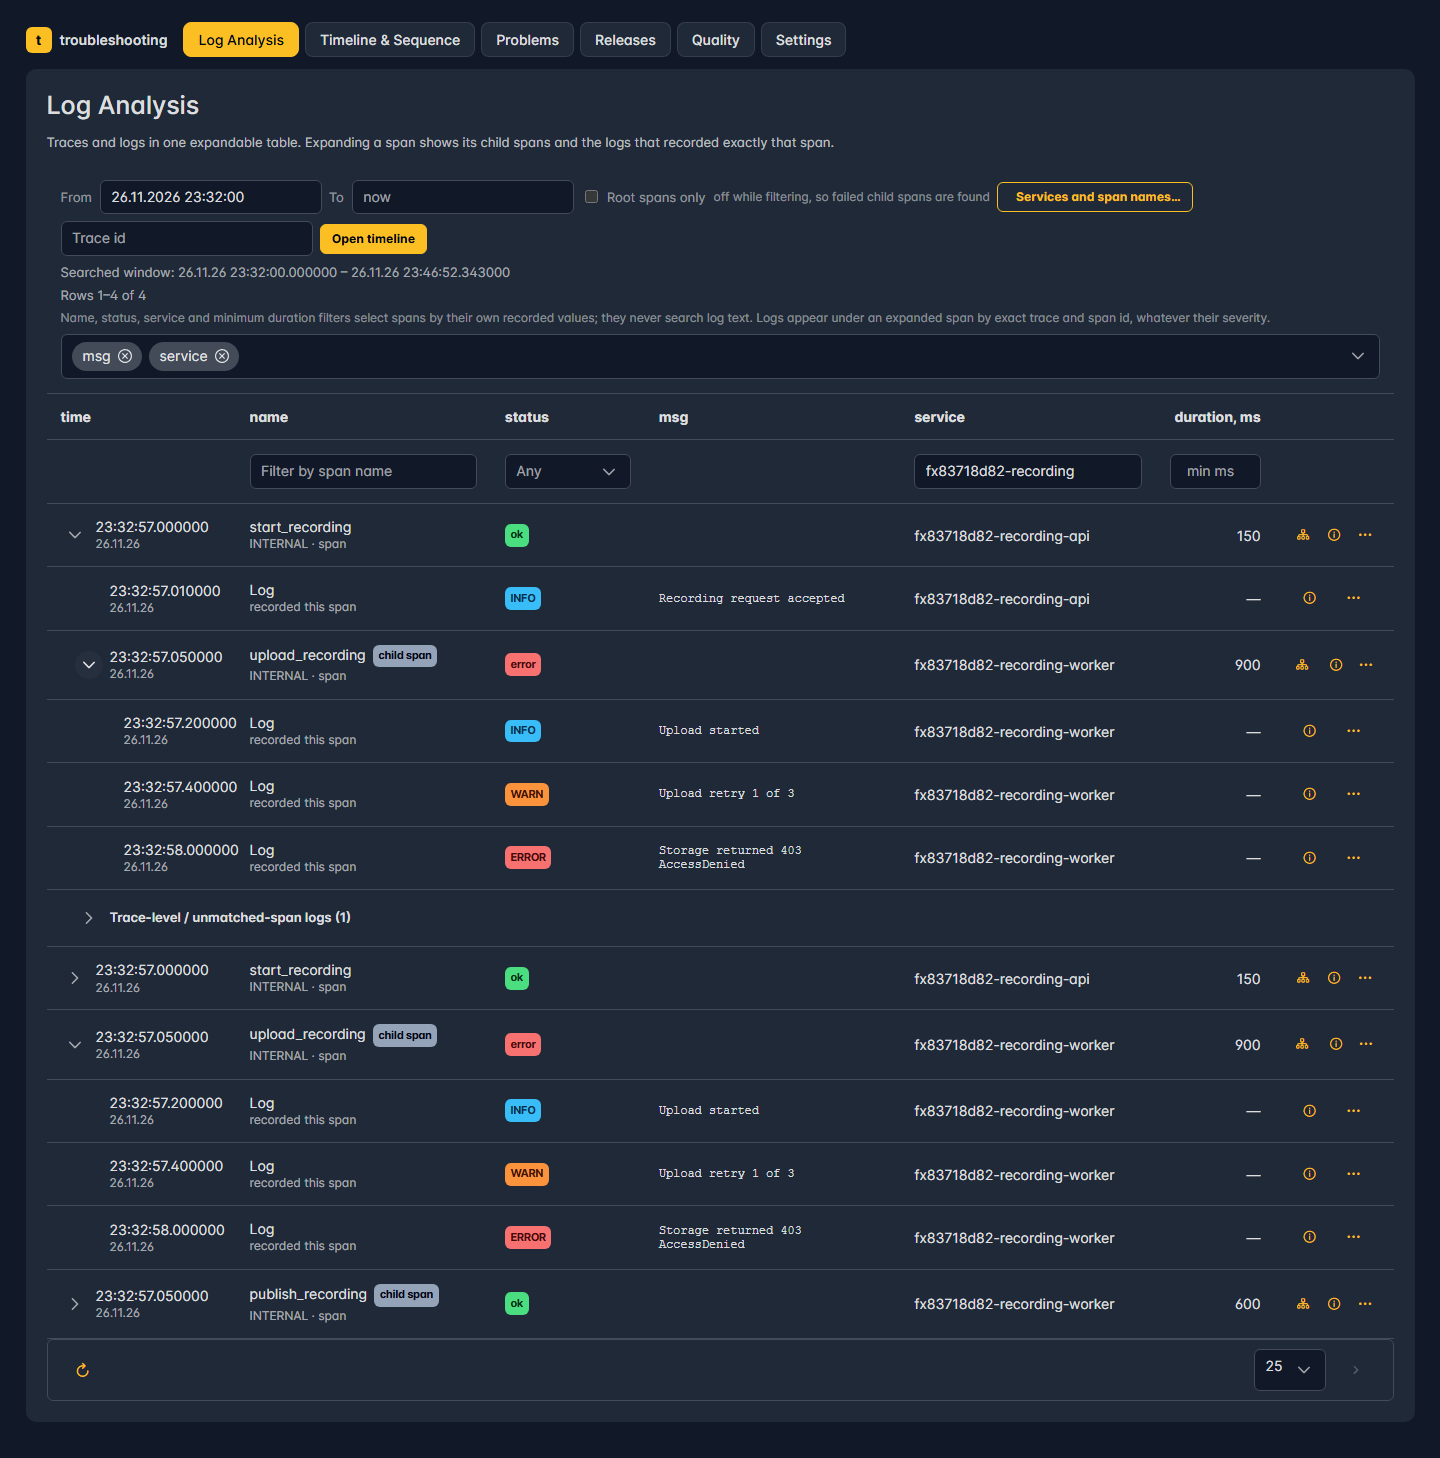 t troubleshooting Log Analysis Timeline & Sequence Problems Releases Quality Settings
Log Analysis
Traces and logs in one expandable table. Expanding a span shows its child spans and the logs that recorded exactly that span.
From 26.11.2026 23:32:00 To now Root spans only off while filtering, so failed child spans are found Services and span names...
Trace id Open timeline
Searched window: 26.11.26 23:32:00.000000 – 26.11.26 23:46:52.343000
Rows 1–4 of 4
Name, status, service and minimum duration filters select spans by their own recorded values; they never search log text. Logs appear under an expanded span by exact trace and span id, whatever their severity.
msg service
time name status msg service duration, ms
Filter by span name Any fx83718d82-recording min ms
23:32:57.000000 start_recording ok fx83718d82-recording-api 150
26.11.26 INTERNAL · span
23:32:57.010000 Log INFO Recording request accepted fx83718d82-recording-api —
26.11.26 recorded this span
23:32:57.050000 upload_recording child span error fx83718d82-recording-worker 900
26.11.26 INTERNAL · span
23:32:57.200000 Log INFO Upload started fx83718d82-recording-worker —
26.11.26 recorded this span
23:32:57.400000 Log WARN Upload retry 1 of 3 fx83718d82-recording-worker —
26.11.26 recorded this span
23:32:58.000000 Log ERROR Storage returned 403 fx83718d82-recording-worker —
26.11.26 recorded this span AccessDenied
Trace-level / unmatched-span logs (1)
23:32:57.000000 start_recording ok fx83718d82-recording-api 150
26.11.26 INTERNAL · span
23:32:57.050000 upload_recording child span error fx83718d82-recording-worker 900
26.11.26 INTERNAL · span
23:32:57.200000 Log INFO Upload started fx83718d82-recording-worker —
26.11.26 recorded this span
23:32:57.400000 Log WARN Upload retry 1 of 3 fx83718d82-recording-worker —
26.11.26 recorded this span
23:32:58.000000 Log ERROR Storage returned 403 fx83718d82-recording-worker —
26.11.26 recorded this span AccessDenied
23:32:57.050000 publish_recording child span ok fx83718d82-recording-worker 600
26.11.26 INTERNAL · span
25